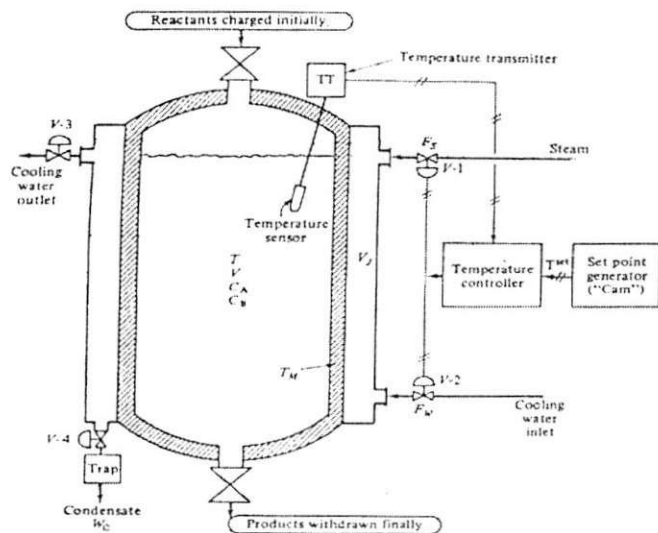 Reactants charged initially
TT
Temperature transmitter
V-3
Cooling
water
outlet
F_S
Steam
V-1
Temperature
sensor
T
V
C_A
C_B
V_J
Temperature
controller
T^set
Set point
generator
("Cam")
T_M
V-2
F_W
Cooling
water
inlet
V-4
Trap
Condensate
W_C
Products withdrawn finally